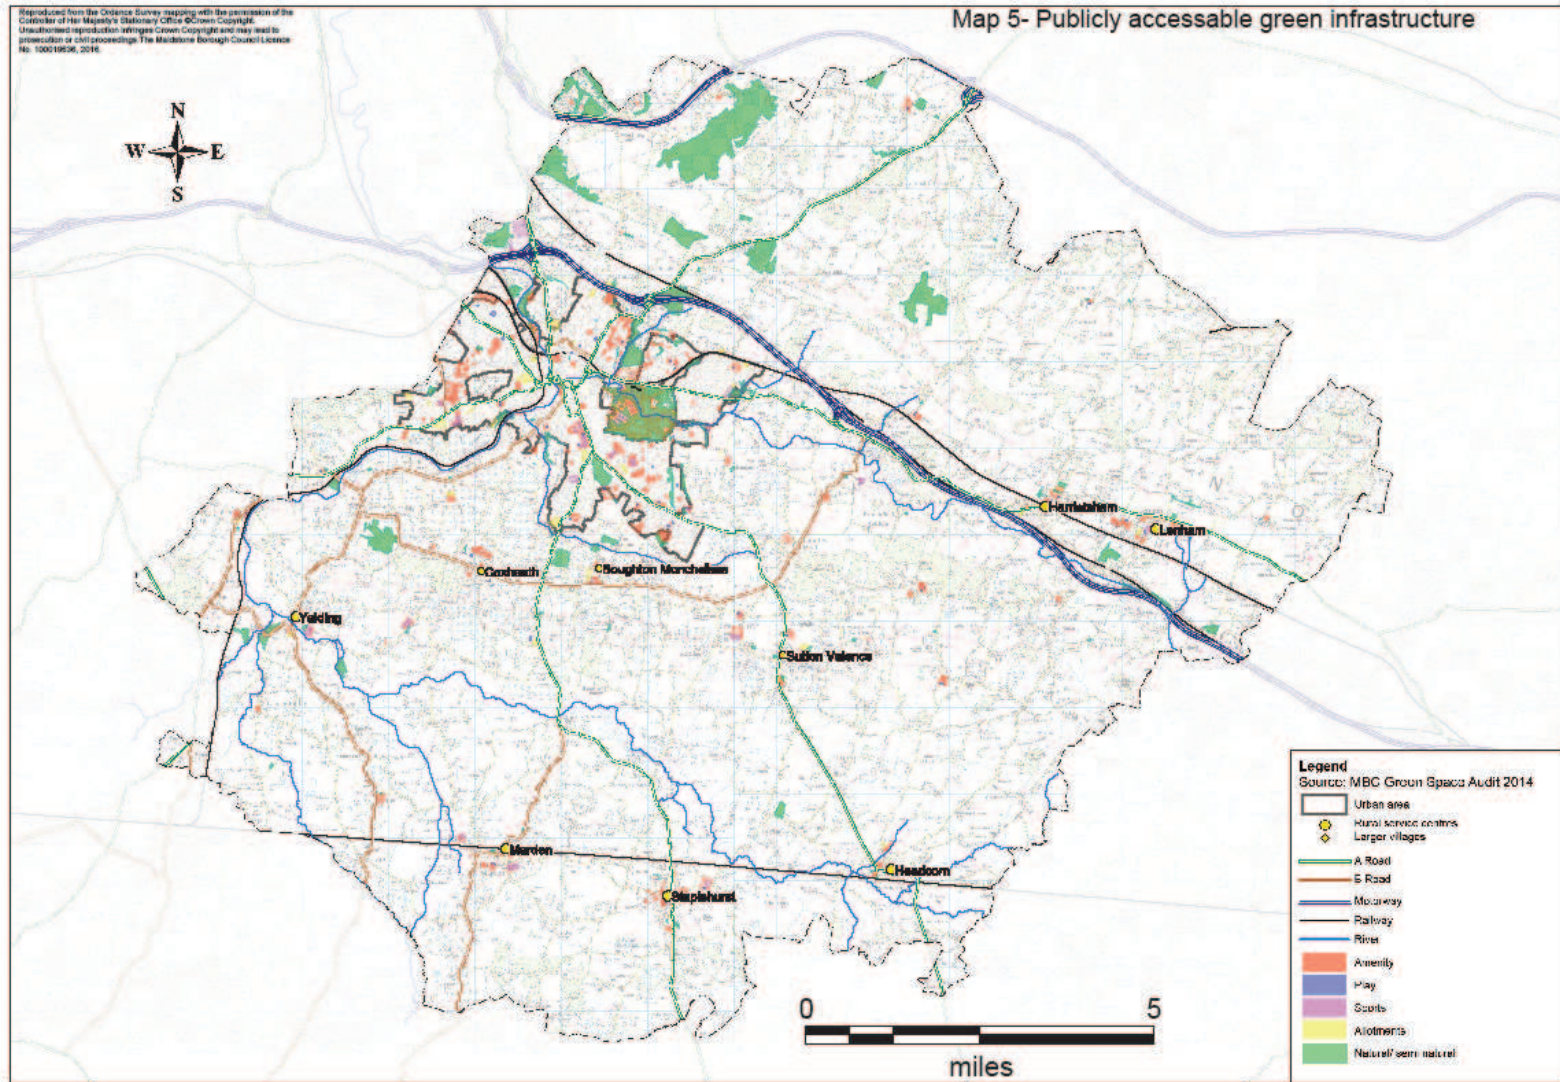 Reproduced from the Ordance Survey mapping with the permission of the
Controller of Her Majesty's Stationary Office ©Crown Copyright.
Unauthorised reproduction infringes Crown Copyright and may lead to
prosecution or civil proceedings. The Maidstone Borough Council Licence
No. 100019636, 2016.
Map 5- Publicly accessable green infrastructure
N
W E
S
Harrietsham
Lenham
Coxheath
Boughton Monchelsea
Yalding
Sutton Valence
Marden
Headcorn
Staplehurst
Legend
Source: MBC Green Space Audit 2014
Urban area
Rural service centres
Larger villages
A Road
B Road
Motorway
Railway
River
Amenity
Play
Sports
Allotments
Natural/ semi natural
0 5
miles